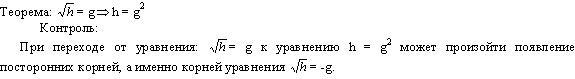 Теорема: √h = g ⇒ h = g²
Контроль:
При переходе от уравнения: √h = g к уравнению h = g² может произойти появление
посторонних корней, а именно корней уравнения √h = -g.